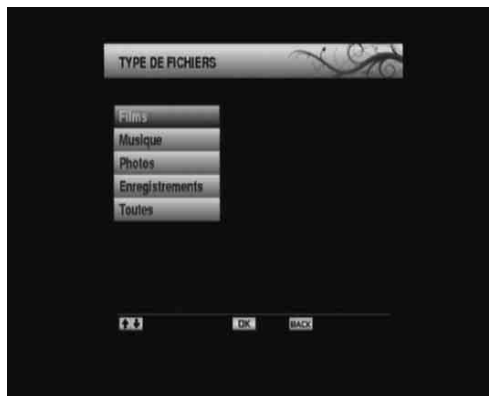 TYPE DE FICHIERS
Films
Musique
Photos
Enregistrements
Toutes
OK BACK